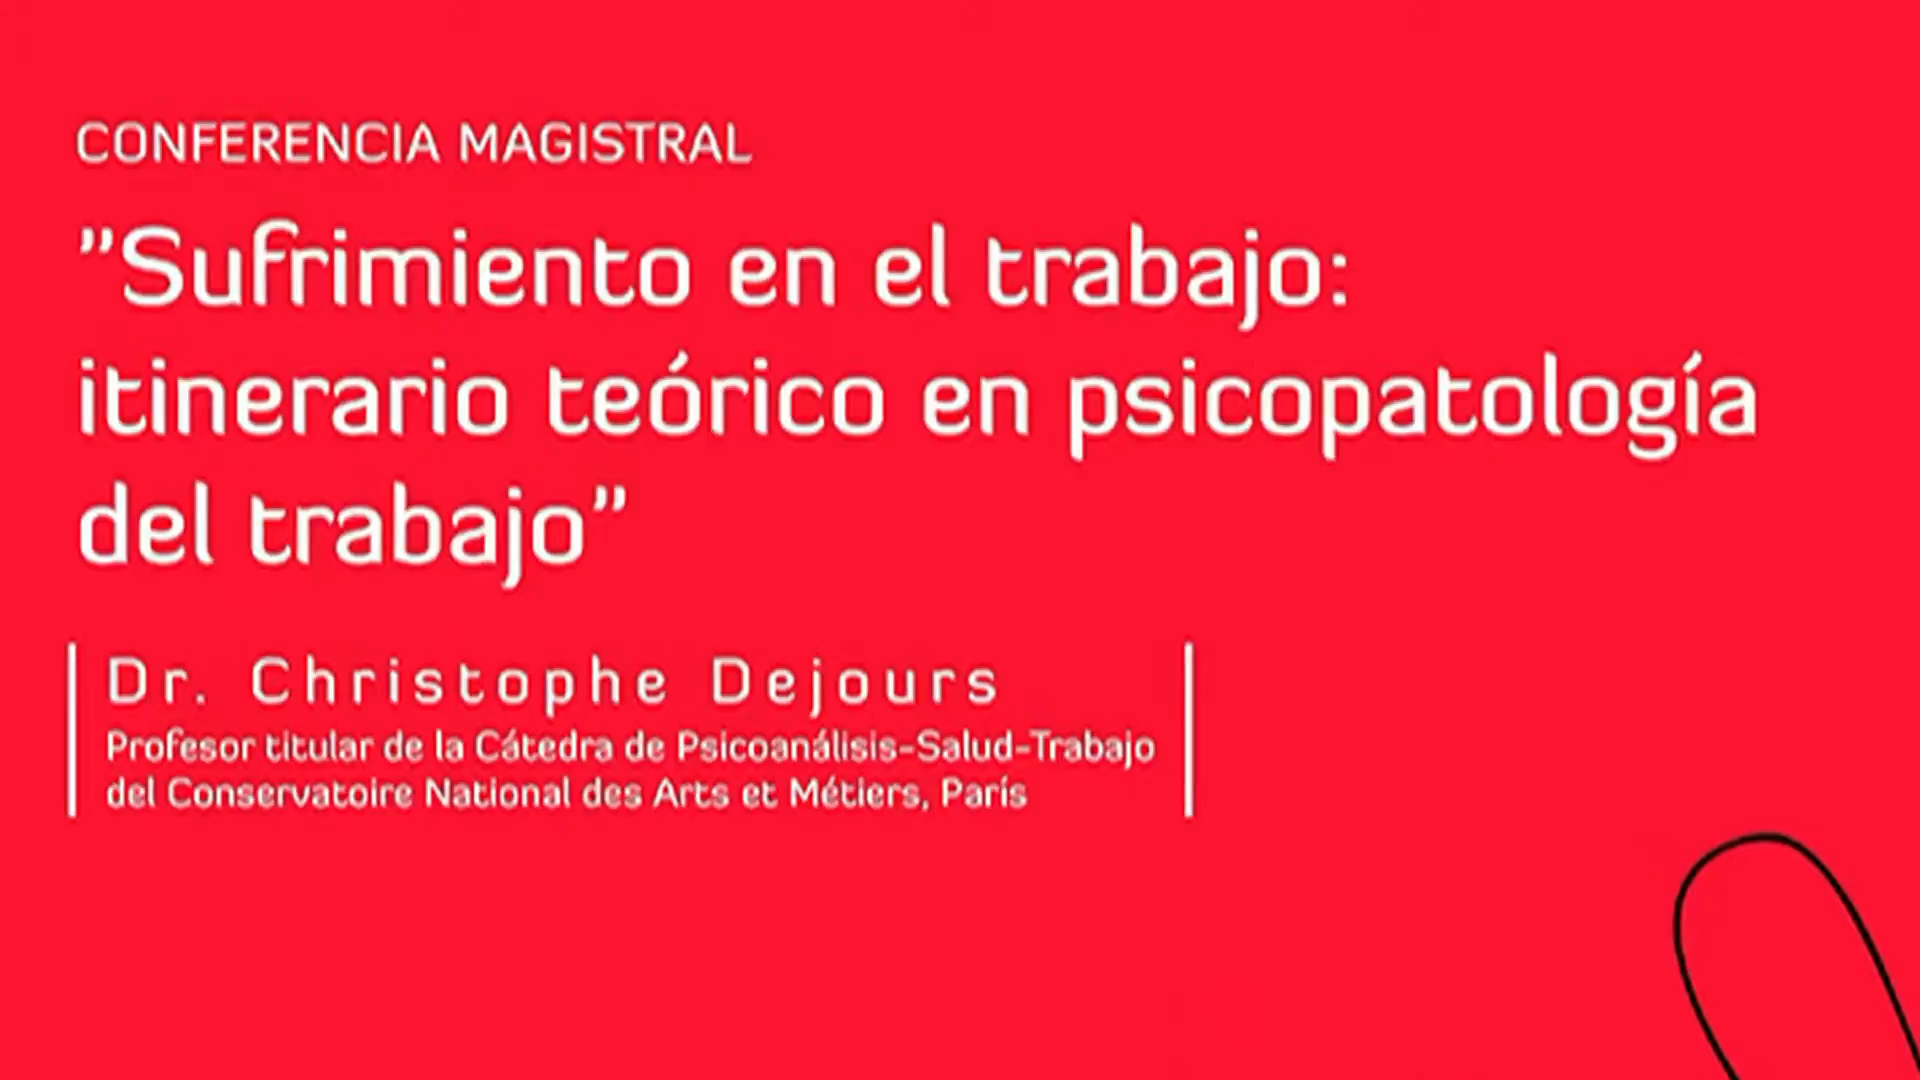 CONFERENCIA MAGISTRAL
”Sufrimiento en el trabajo:
itinerario teórico en psicopatología
del trabajo”
Dr. Christophe Dejours
Profesor titular de la Cátedra de Psicoanálisis-Salud-Trabajo
del Conservatoire National des Arts et Métiers, París